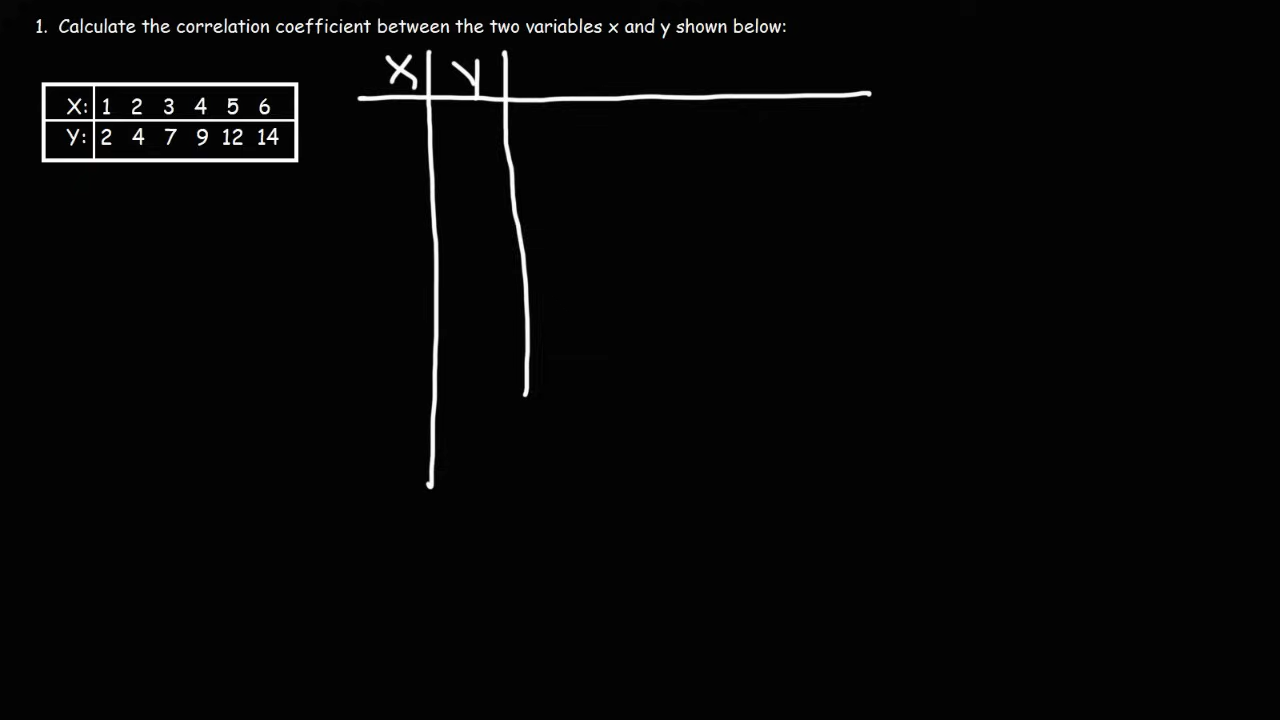 1. Calculate the correlation coefficient between the two variables x and y shown below:
X Y
X: 1 2 3 4 5 6
Y: 2 4 7 9 12 14